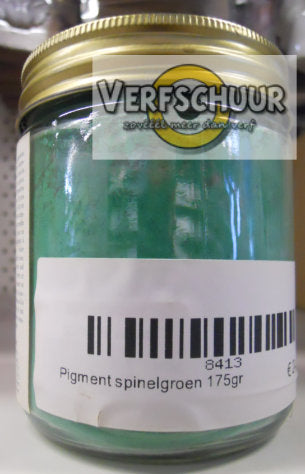 VERFSCHUUR
zoveel meer dan verf
8413
Pigment spinelgroen 175gr
€